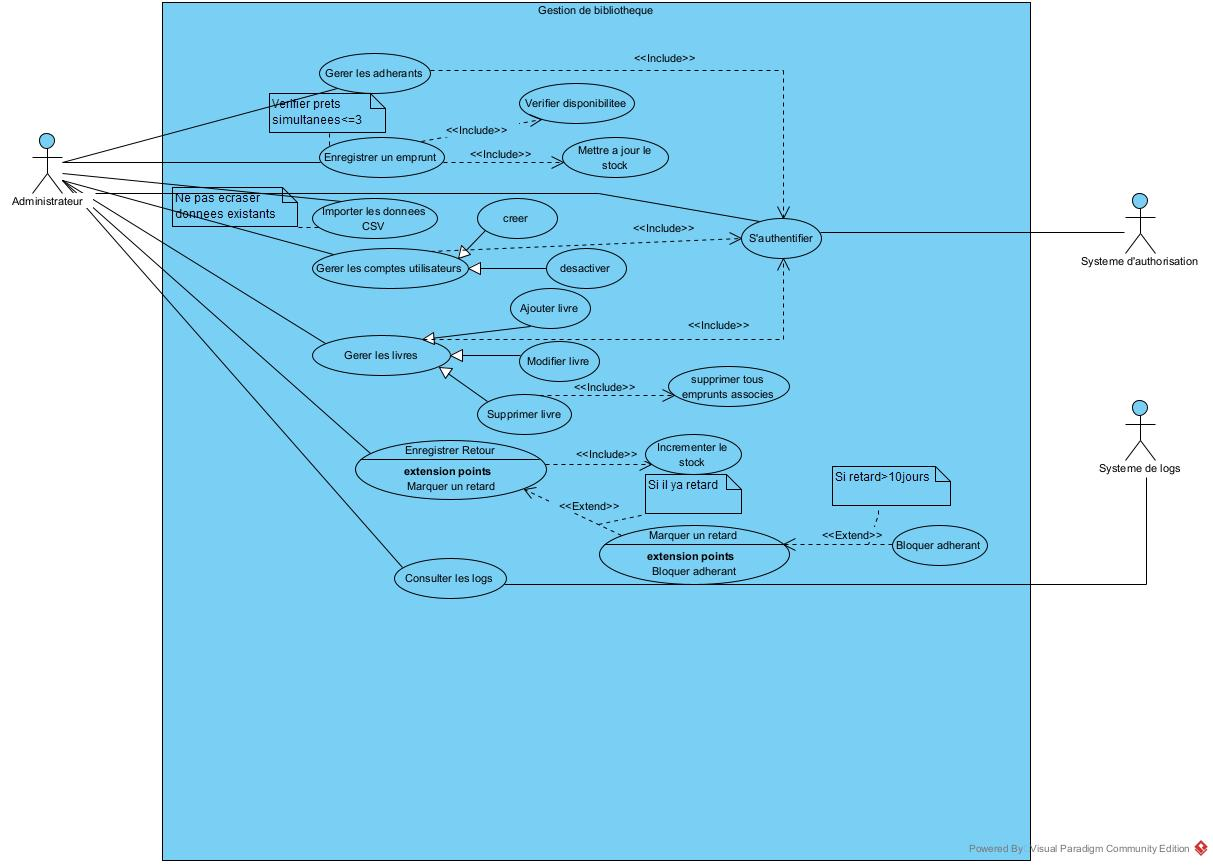 Gestion de bibliotheque
Gerer les adherants
<<Include>>
Verifier prets
simultanees<=3
Verifier disponibilitee
<<Include>>
Enregistrer un emprunt
<<Include>>
Mettre a jour le
stock
Administrateur
Ne pas ecraser
donnees existants
Importer les donnees
CSV
creer
<<Include>>
S'authentifier
Systeme d'authorisation
Gerer les comptes utilisateurs
desactiver
Ajouter livre
<<Include>>
Gerer les livres
Modifier livre
<<Include>>
supprimer tous
emprunts associes
Supprimer livre
Enregistrer Retour
extension points
Marquer un retard
<<Include>>
Incrementer le
stock
Systeme de logs
Si il ya retard
Si retard>10jours
<<Extend>>
Marquer un retard
extension points
Bloquer adherant
<<Extend>>
Bloquer adherant
Consulter les logs
Powered By Visual Paradigm Community Edition